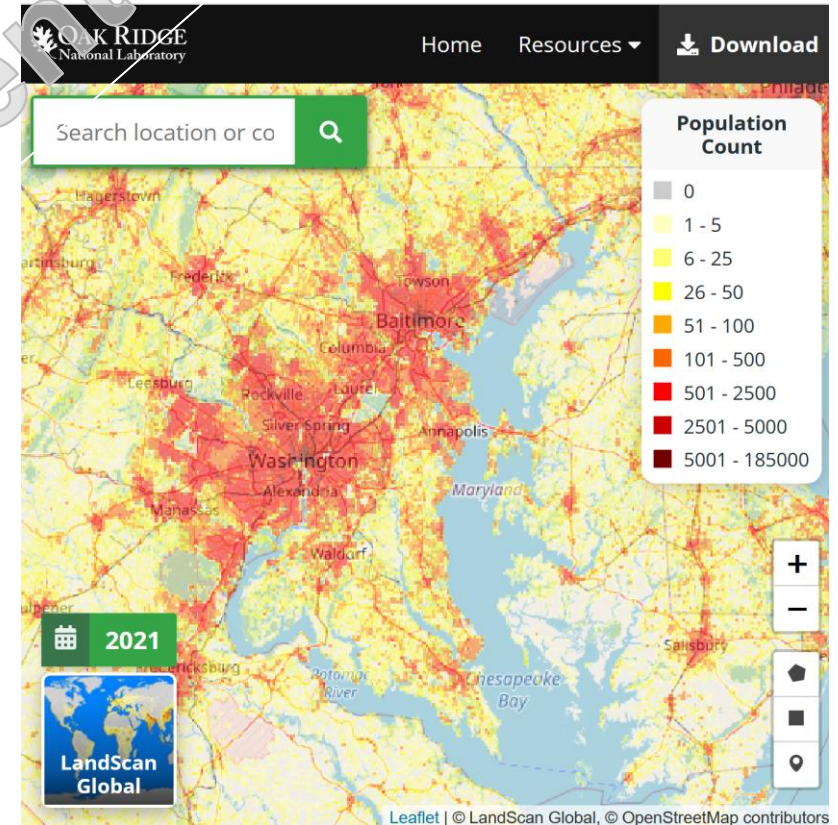 OAK RIDGE
National Laboratory
Home
Resources
Download
Search location or co
Population
Count
0
1 - 5
6 - 25
26 - 50
51 - 100
101 - 500
501 - 2500
2501 - 5000
5001 - 185000
Hagerstown
Frederick
Towson
Baltimore
Columbia
Leesburg
Rockville
Laurel
Silver Spring
Annapolis
Washington
Alexandria
Maryland
Manassas
Waldorf
+
−
2021
Salisbury
Potomac
River
Chesapeake
Bay
LandScan
Global
Leaflet | © LandScan Global, © OpenStreetMap contributors